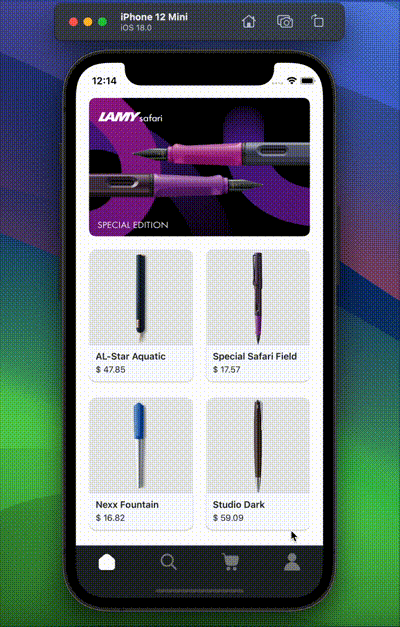 iPhone 12 Mini
iOS 18.0
12:14
LAMY safari
SPECIAL EDITION
AL-Star Aquatic
$ 47.85
Special Safari Field
$ 17.57
Nexx Fountain
$ 16.82
Studio Dark
$ 59.09